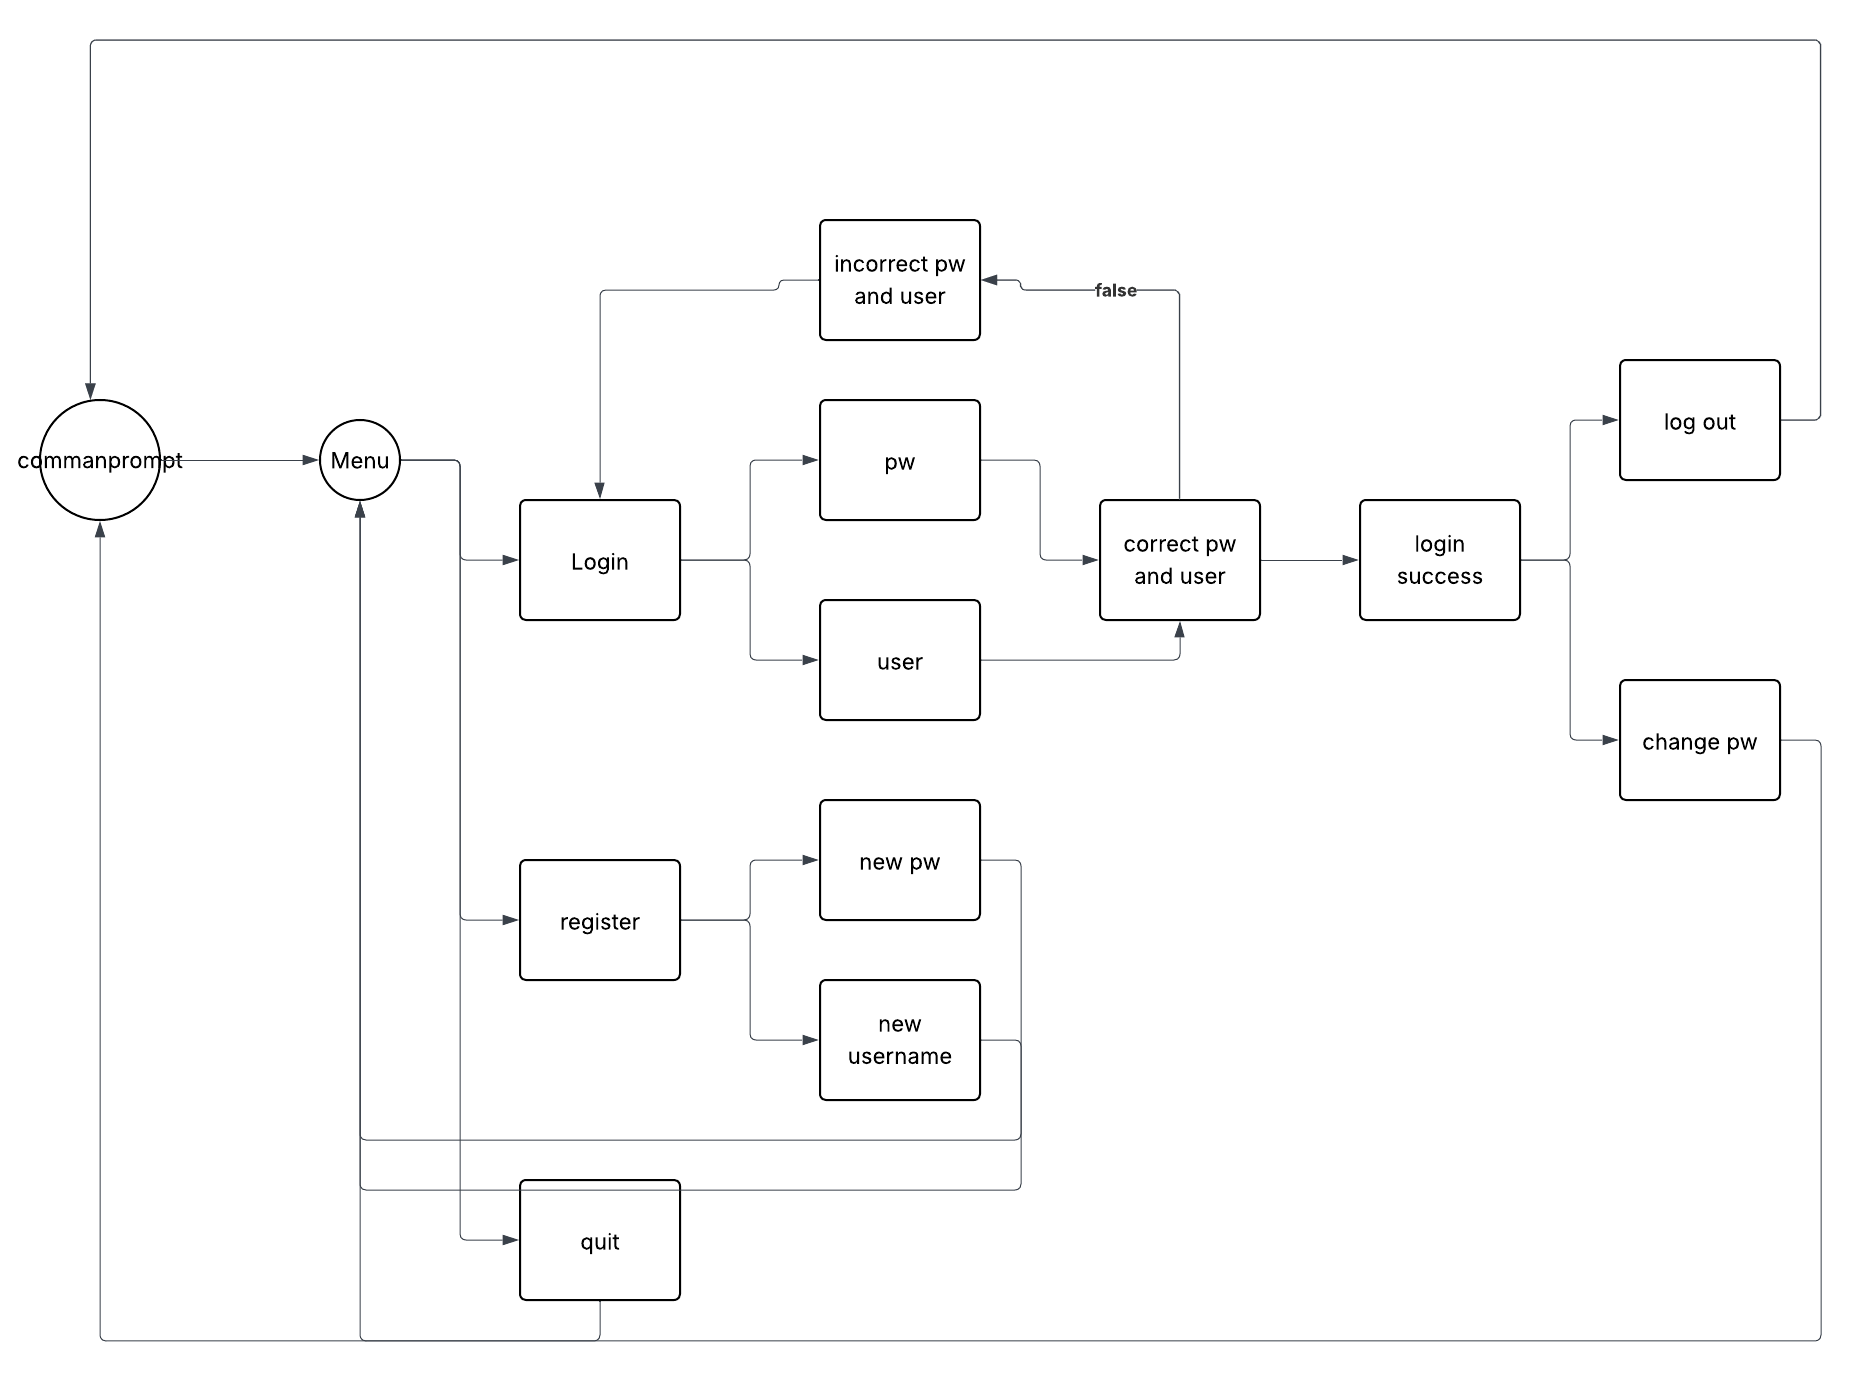 incorrect pw
and user
false
commanprompt
Menu
pw
log out
Login
correct pw
and user
login
success
user
change pw
new pw
register
new
username
quit